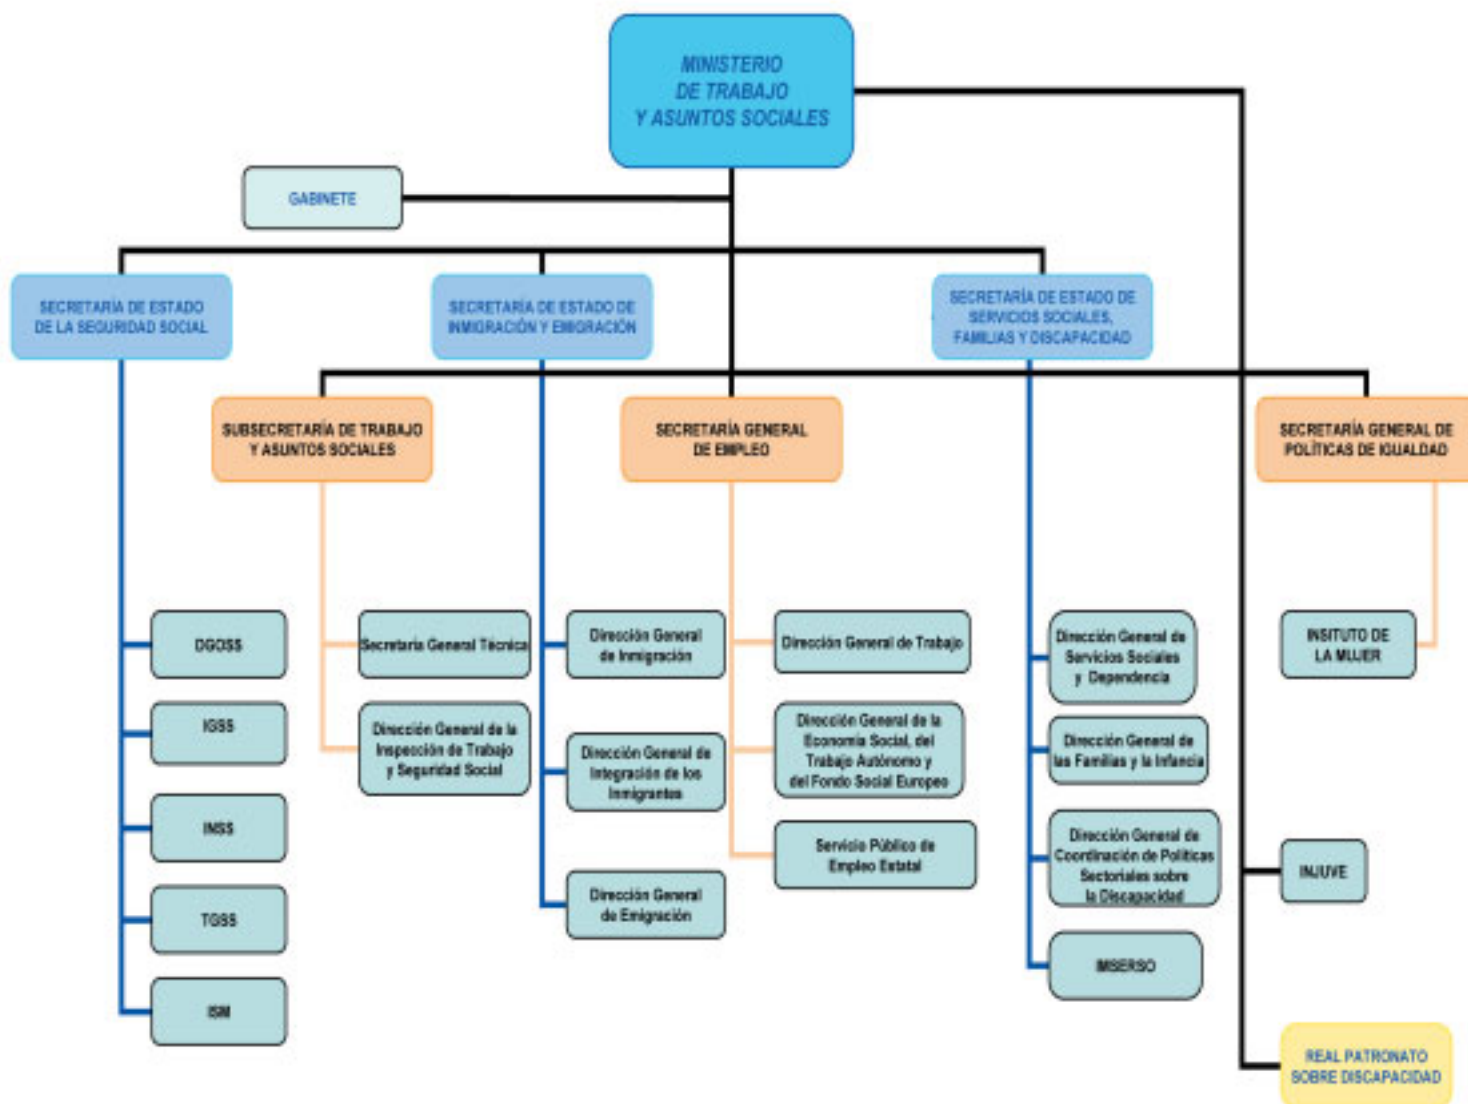 MINISTERIO
DE TRABAJO
Y ASUNTOS SOCIALES
GABINETE
SECRETARÍA DE ESTADO
DE LA SEGURIDAD SOCIAL
SECRETARÍA DE ESTADO DE
INMIGRACIÓN Y EMIGRACIÓN
SECRETARÍA DE ESTADO DE
SERVICIOS SOCIALES,
FAMILIAS Y DISCAPACIDAD
SUBSECRETARÍA DE TRABAJO
Y ASUNTOS SOCIALES
SECRETARÍA GENERAL
DE EMPLEO
SECRETARÍA GENERAL DE
POLÍTICAS DE IGUALDAD
DGOSS
IGSS
INSS
TGSS
ISM
Secretaría General Técnica
Dirección General de la
Inspección de Trabajo
y Seguridad Social
Dirección General
de Inmigración
Dirección General de
Integración de los
Inmigrantes
Dirección General
de Emigración
Dirección General de Trabajo
Dirección General de la
Economía Social, del
Trabajo Autónomo y
del Fondo Social Europeo
Servicio Público de
Empleo Estatal
Dirección General de
Servicios Sociales
y Dependencia
Dirección General de
las Familias y la Infancia
Dirección General de
Coordinación de Políticas
Sectoriales sobre
la Discapacidad
IMSERSO
INSITUTO DE
LA MUJER
INJUVE
REAL PATRONATO
SOBRE DISCAPACIDAD